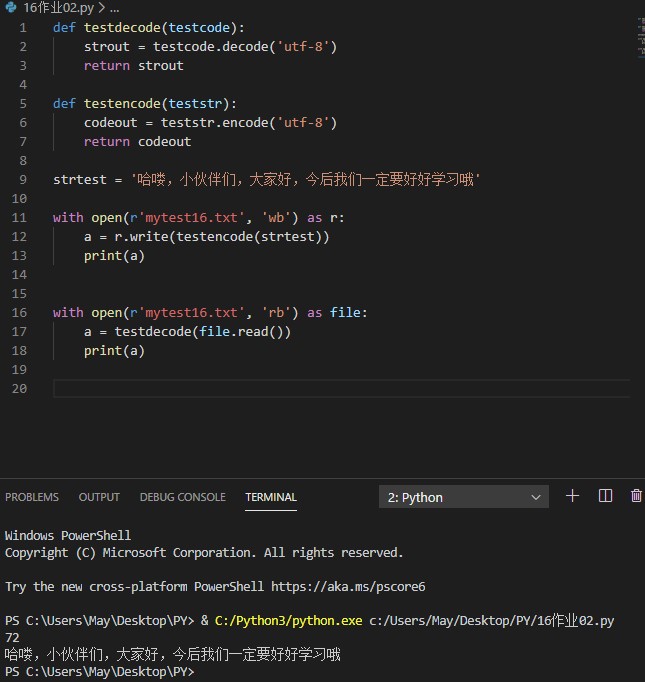 16作业02.py > ...
1 def testdecode(testcode):
2     strout = testcode.decode('utf-8')
3     return strout
4
5 def testencode(teststr):
6     codeout = teststr.encode('utf-8')
7     return codeout
8
9 strtest = '哈喽，小伙伴们，大家好，今后我们一定要好好学习哦'
10
11 with open(r'mytest16.txt', 'wb') as r:
12     a = r.write(testencode(strtest))
13     print(a)
14
15
16 with open(r'mytest16.txt', 'rb') as file:
17     a = testdecode(file.read())
18     print(a)
19
20
PROBLEMS OUTPUT DEBUG CONSOLE TERMINAL 2: Python
Windows PowerShell
Copyright (C) Microsoft Corporation. All rights reserved.
Try the new cross-platform PowerShell https://aka.ms/pscore6
PS C:\Users\May\Desktop\PY> & C:/Python3/python.exe c:/Users/May/Desktop/PY/16作业02.py
72
哈喽，小伙伴们，大家好，今后我们一定要好好学习哦
PS C:\Users\May\Desktop\PY>